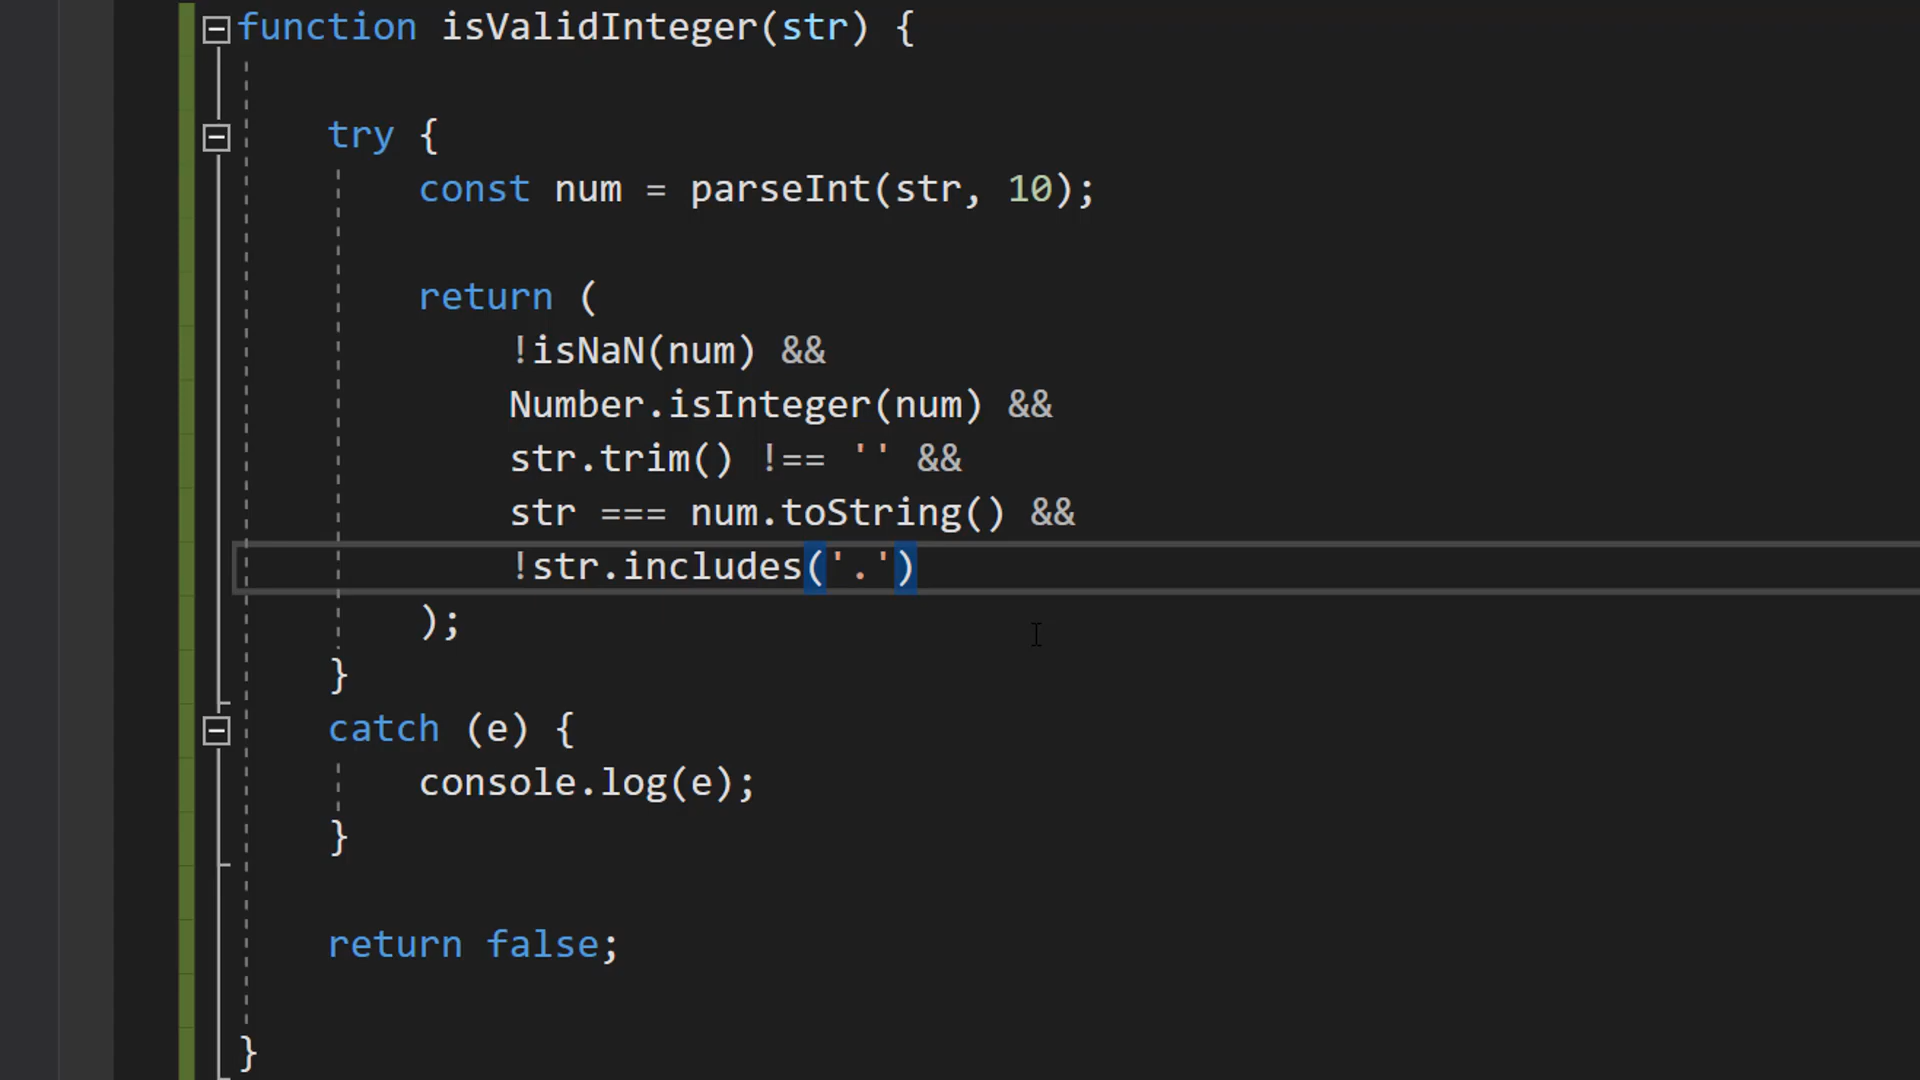 function isValidInteger(str) {
try {
const num = parseInt(str, 10);
return (
!isNaN(num) &&
Number.isInteger(num) &&
str.trim() !== '' &&
str === num.toString() &&
!str.includes('.')
);
}
catch (e) {
console.log(e);
}
return false;
}